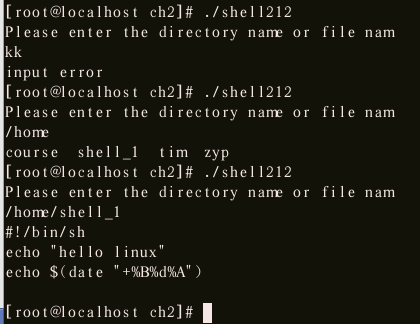 [root@localhost ch2]# ./shell212
Please enter the directory name or file nam
kk
input error
[root@localhost ch2]# ./shell212
Please enter the directory name or file nam
/home
course  shell_1  tim  zyp
[root@localhost ch2]# ./shell212
Please enter the directory name or file nam
/home/shell_1
#!/bin/sh
echo "hello linux"
echo $(date "+%B%d%A")
[root@localhost ch2]#